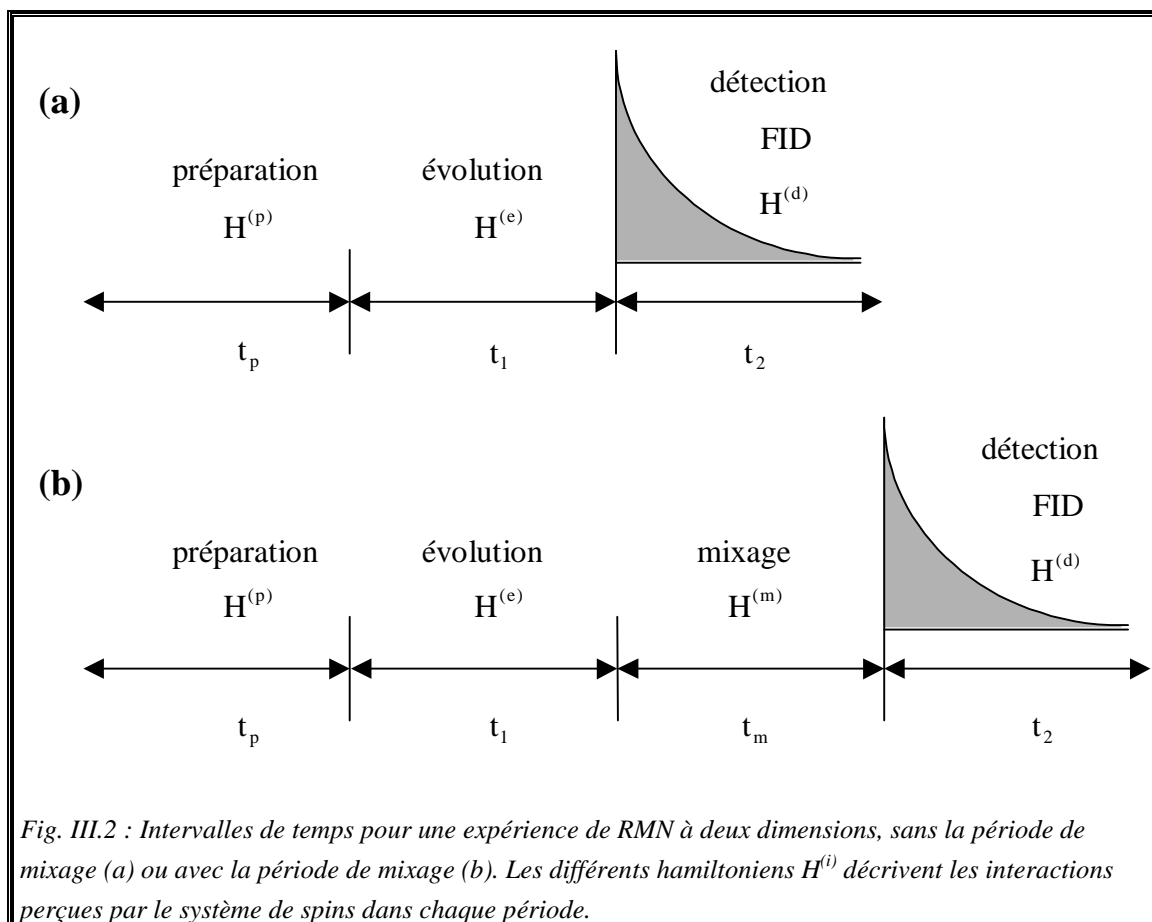 (a)
détection
FID
H^(d)
préparation
évolution
H^(p)
H^(e)
t_p
t_1
t_2
(b)
détection
FID
H^(d)
préparation
évolution
mixage
H^(p)
H^(e)
H^(m)
t_p
t_1
t_m
t_2
Fig. III.2 : Intervalles de temps pour une expérience de RMN à deux dimensions, sans la période de
mixage (a) ou avec la période de mixage (b). Les différents hamiltoniens H^(i) décrivent les interactions
perçues par le système de spins dans chaque période.